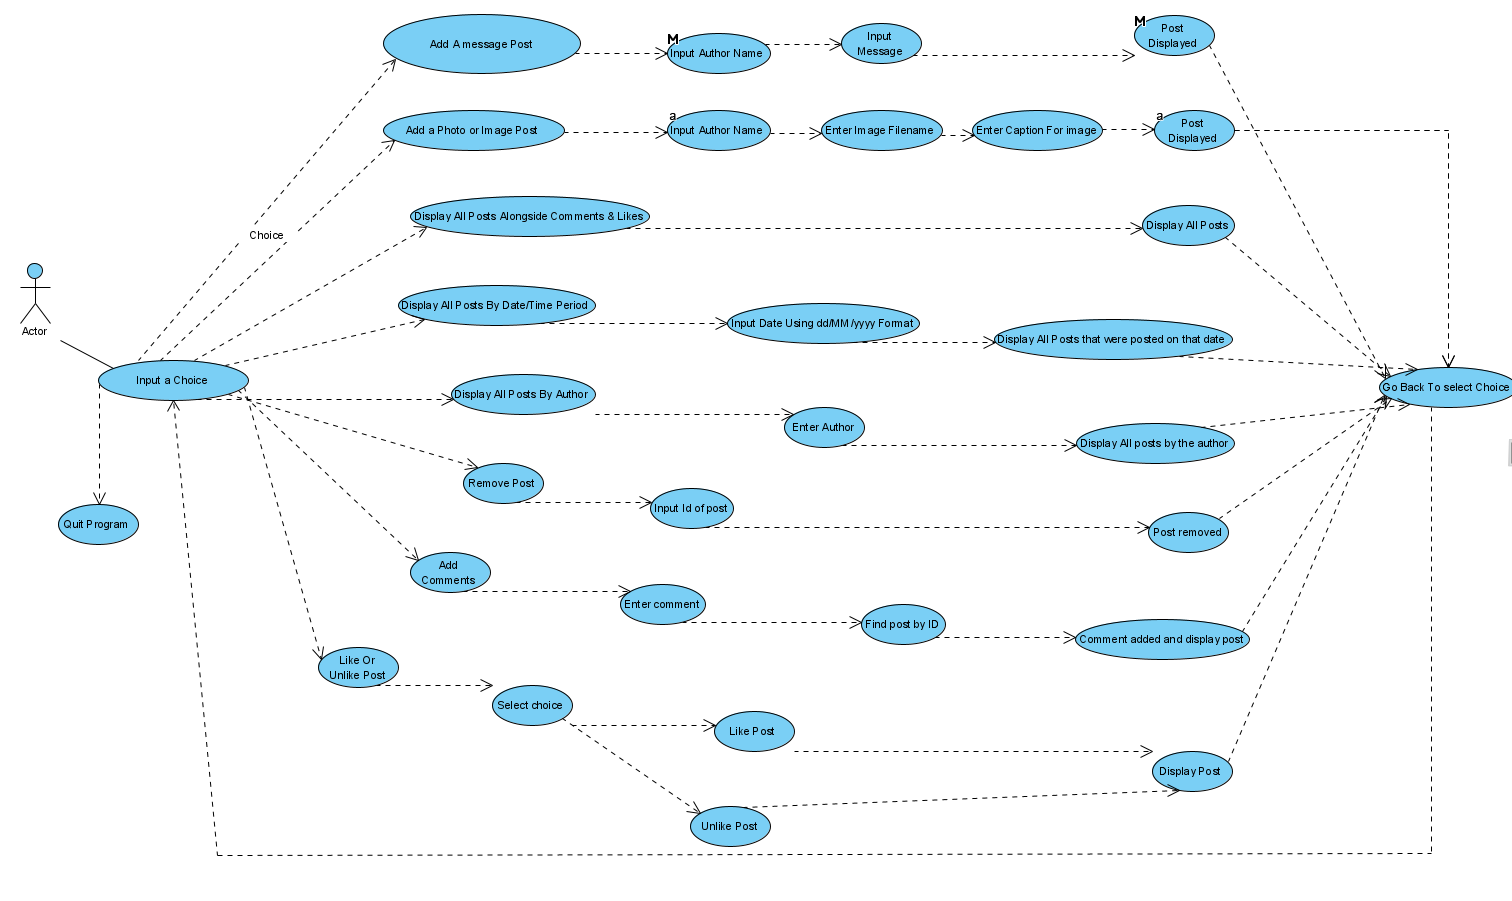 Add A message Post
M
Input Author Name
Input
Message
M
Post
Displayed
Add a Photo or Image Post
a
Input Author Name
Enter Image Filename
Enter Caption For image
a
Post
Displayed
Choice
Display All Posts Alongside Comments & Likes
Display All Posts
Actor
Display All Posts By Date/Time Period
Input Date Using dd/MM/yyyy Format
Display All Posts that were posted on that date
Input a Choice
Go Back To select Choice
Display All Posts By Author
Enter Author
Display All posts by the author
Remove Post
Input Id of post
Post removed
Quit Program
Add
Comments
Enter comment
Find post by ID
Comment added and display post
Like Or
Unlike Post
Select choice
Like Post
Display Post
Unlike Post